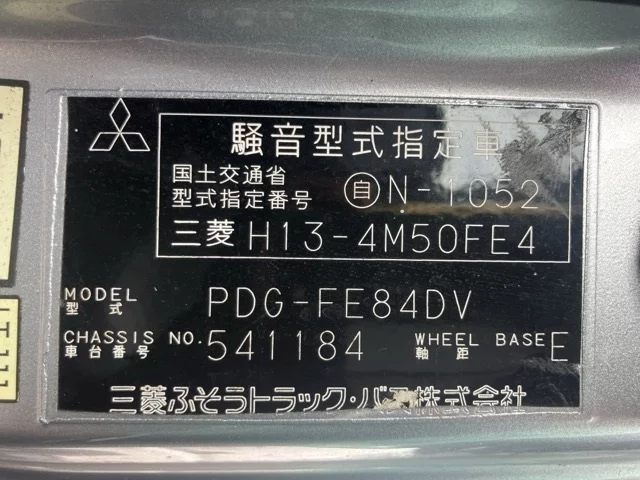 騒音型式指定車
国土交通省
型式指定番号 自N-1052
三菱 H13-4M50FE4
MODEL
型式 PDG-FE84DV
CHASSIS NO.
車台番号 541184
WHEEL BASE
軸距 E
三菱ふそうトラック・バス株式会社